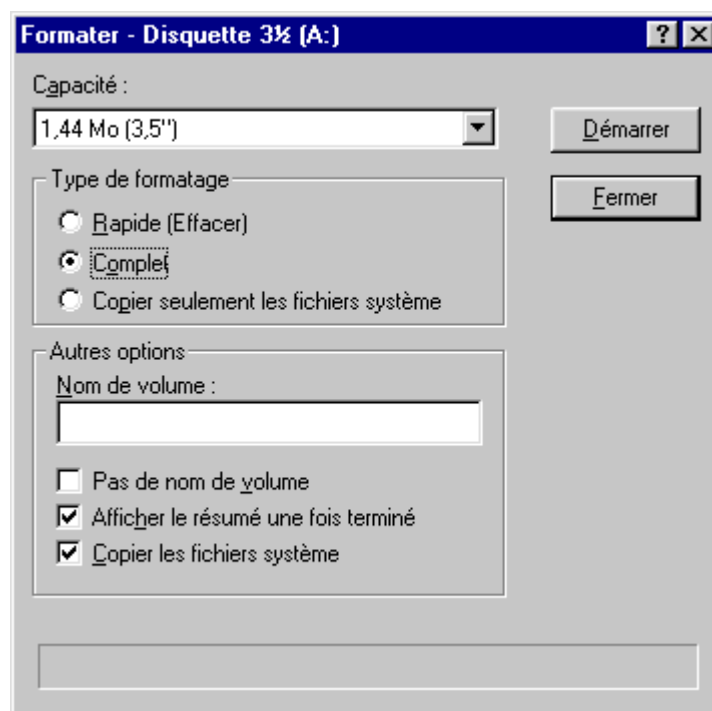 Formater - Disquette 3½ (A:)
Capacité :
1,44 Mo (3,5")
Démarrer
Type de formatage
Fermer
Rapide (Effacer)
Complet
Copier seulement les fichiers système
Autres options
Nom de volume :
Pas de nom de volume
Afficher le résumé une fois terminé
Copier les fichiers système